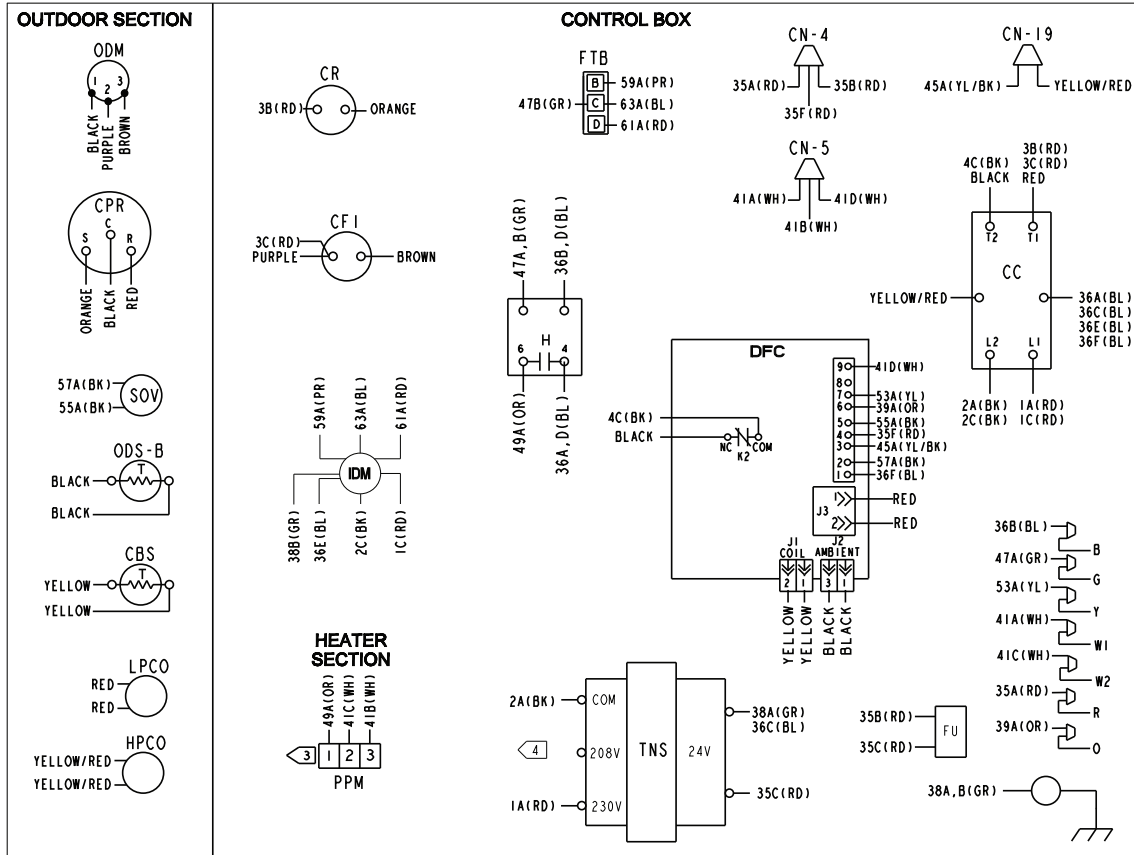 OUTDOOR SECTION
ODM
1 2 3
BLACK
PURPLE
BROWN
CPR
C
S R
ORANGE
BLACK
RED
57A(BK)
55A(BK)
SOV
ODS-B
BLACK
T
BLACK
CBS
YELLOW
T
YELLOW
LPCO
RED
RED
HPCO
YELLOW/RED
YELLOW/RED
CONTROL BOX
CR
3B(RD)
ORANGE
CF1
3C(RD)
PURPLE
BROWN
59A(PR)
63A(BL)
61A(RD)
IDM
38B(GR)
36E(BL)
2C(BK)
1C(RD)
HEATER
SECTION
49A(OR)
41C(WH)
41B(WH)
3 1 2 3
PPM
FTB
B 59A(PR)
47B(GR) C 63A(BL)
D 61A(RD)
47A,B(GR)
36B,D(BL)
H
6 4
49A(OR)
36A,D(BL)
CN-4
35A(RD) 35B(RD)
35F(RD)
CN-5
41A(WH) 41D(WH)
41B(WH)
CN-19
45A(YL/BK) YELLOW/RED
3B(RD)
4C(BK) 3C(RD)
BLACK RED
T2 T1
CC
YELLOW/RED
36A(BL)
36C(BL)
36E(BL)
36F(BL)
L2 L1
2A(BK) 1A(RD)
2C(BK) 1C(RD)
DFC
4C(BK)
BLACK
NC K2 COM
9 41D(WH)
8
7 53A(YL)
6 39A(OR)
5 55A(BK)
4 35F(RD)
3 45A(YL/BK)
2 57A(BK)
1 36F(BL)
J3
1 RED
2 RED
J1 J2
COIL AMBIENT
2 1 3 1
YELLOW
YELLOW
BLACK
BLACK
2A(BK) COM
4 208V TNS 24V
1A(RD) 230V
38A(GR)
36C(BL)
35C(RD)
35B(RD)
35C(RD)
FU
36B(BL)
B
47A(GR)
G
53A(YL)
Y
41A(WH)
W1
41C(WH)
W2
35A(RD)
R
39A(OR)
O
38A,B(GR)